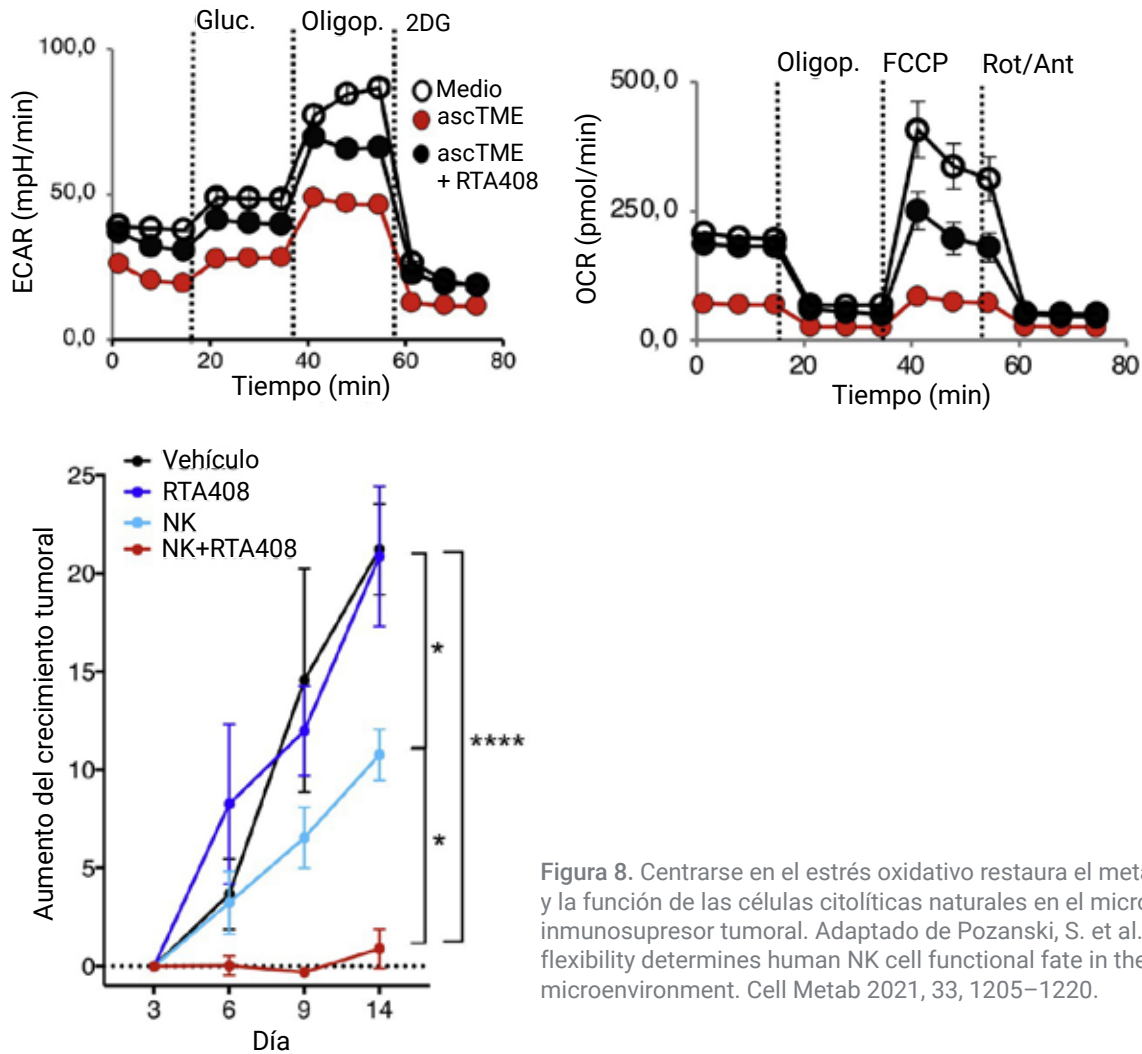 Gluc.
Oligop.
2DG
100,0
50,0
0,0
ECAR (mpH/min)
Medio
ascTME
ascTME
+ RTA408
0
20
40
60
80
Tiempo (min)
Oligop.
FCCP
Rot/Ant
500,0
250,0
0,0
OCR (pmol/min)
0
20
40
60
80
Tiempo (min)
Vehículo
RTA408
NK
NK+RTA408
25
20
15
10
5
0
Aumento del crecimiento tumoral
*
*
****
3
6
9
14
Día
Figura 8. Centrarse en el estrés oxidativo restaura el meta
y la función de las células citolíticas naturales en el micro
inmunosupresor tumoral. Adaptado de Pozanski, S. et al.
flexibility determines human NK cell functional fate in the
microenvironment. Cell Metab 2021, 33, 1205–1220.